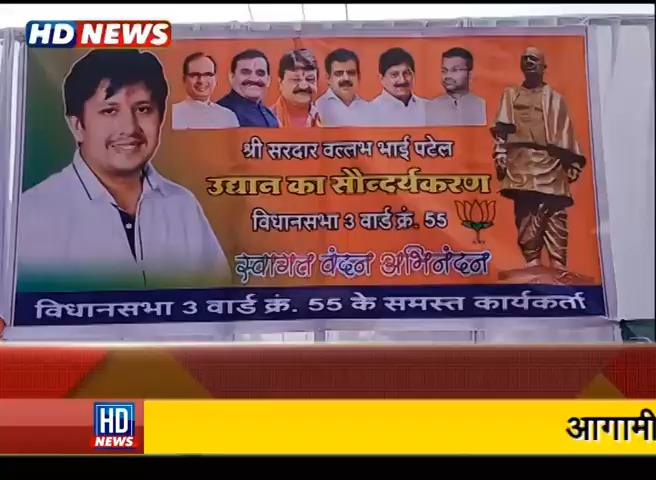 HD NEWS
श्री सरदार वल्लभ भाई पटेल
उद्यान का सौन्दर्यकरण
विधानसभा 3 वार्ड क्रं. 55
स्वागत वंदन अभिनंदन
विधानसभा 3 वार्ड क्रं. 55 के समस्त कार्यकर्ता
HD
NEWS
आगामी